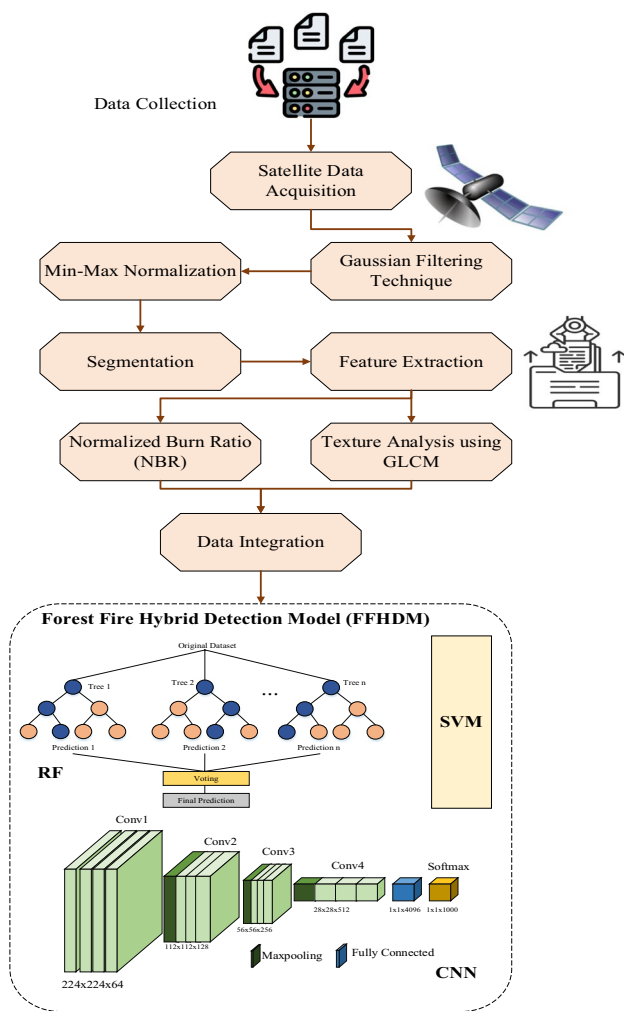 Data Collection
Satellite Data
Acquisition
Min-Max Normalization
Gaussian Filtering
Technique
Segmentation
Feature Extraction
Normalized Burn Ratio
(NBR)
Texture Analysis using
GLCM
Data Integration
Forest Fire Hybrid Detection Model (FFHDM)
Original Dataset
Tree 1
Tree 2
...
Tree n
Prediction 1
Prediction 2
Prediction n
RF
Voting
Final Prediction
SVM
Conv1
Conv2
Conv3
Conv4
Softmax
224x224x64
112x112x128
56x56x256
28x28x512
1x1x4096
1x1x1000
Maxpooling
Fully Connected
CNN